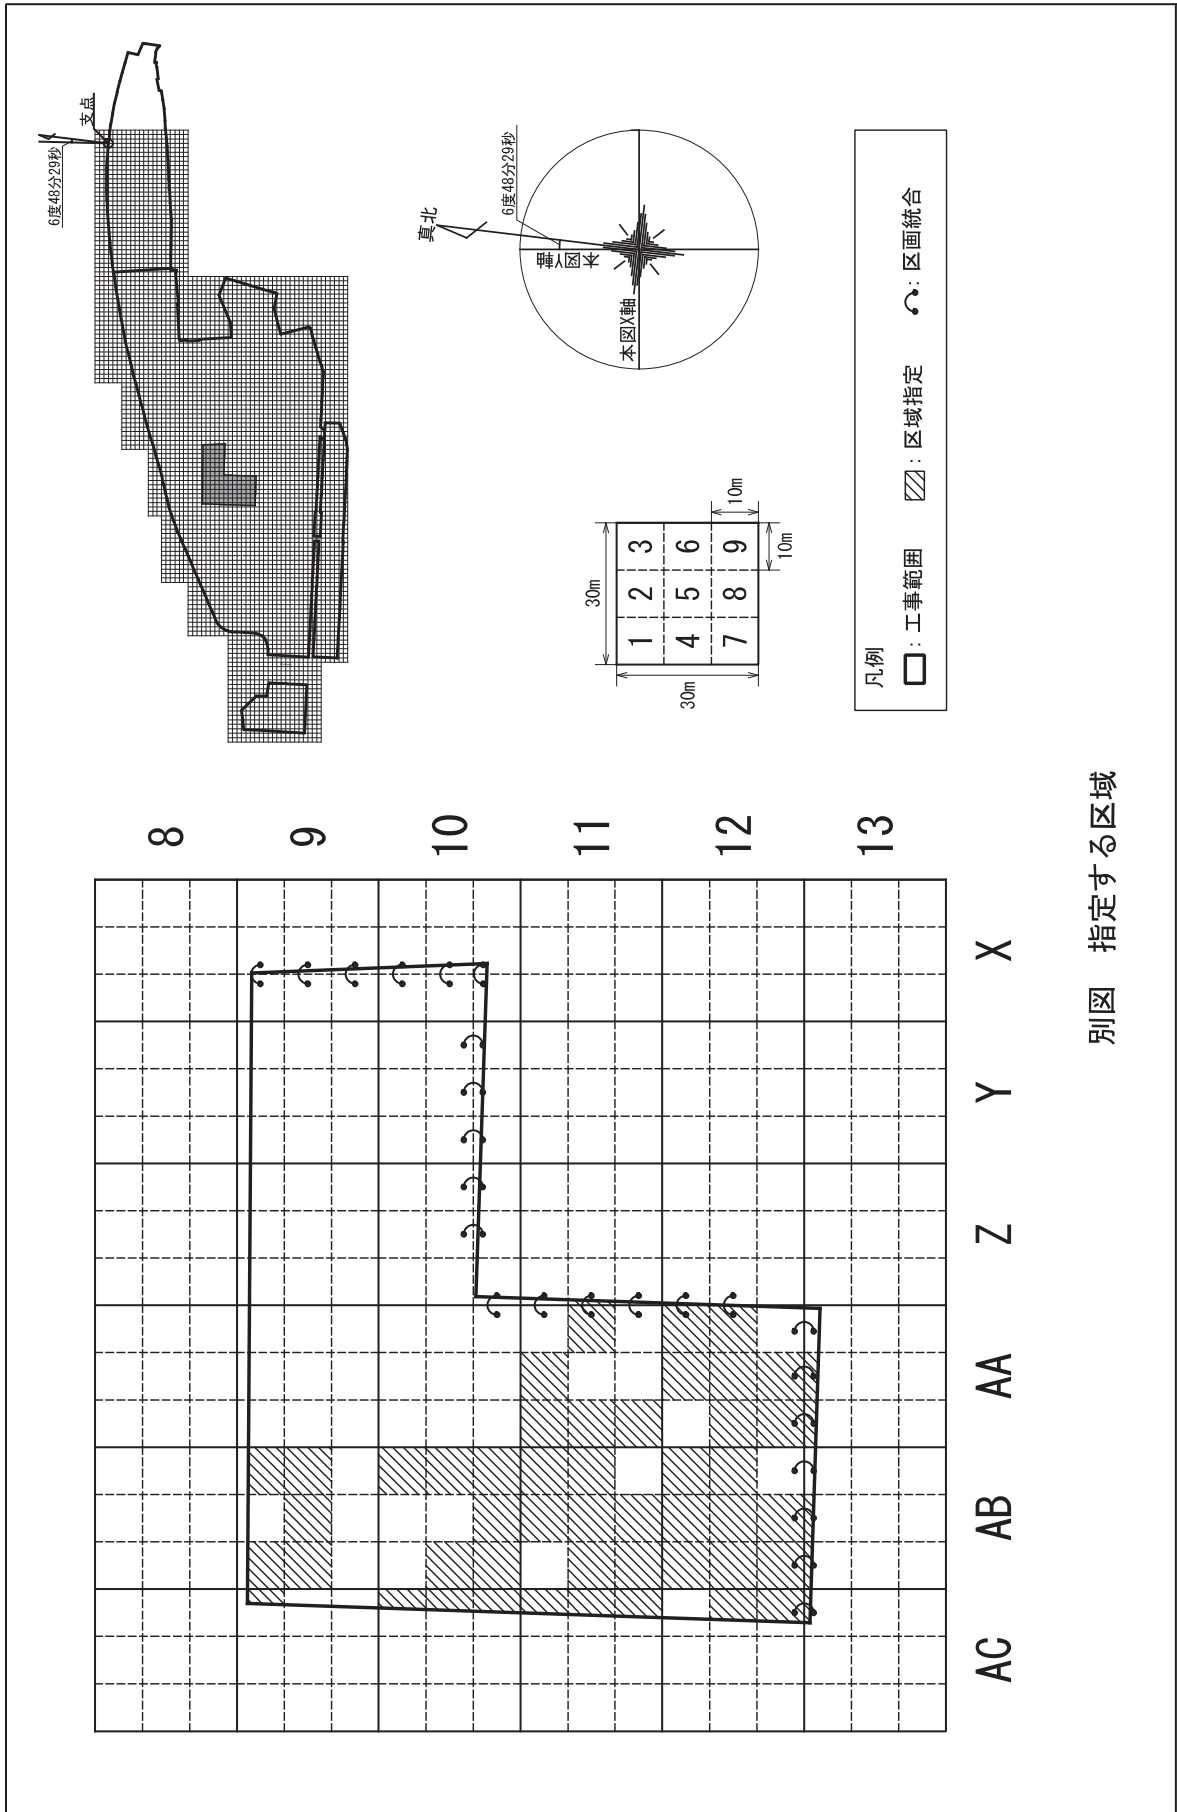 支点
6度48分29秒
真北
6度48分29秒
本図Y軸
本図X軸
30m
30m
1 2 3
4 5 6
7 8 9
10m
10m
凡例
: 工事範囲
: 区域指定
: 区画統合
8
9
10
11
12
13
AC AB AA Z Y X
別図 指定する区域